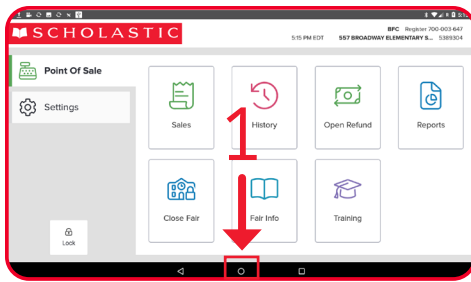 SCHOLASTIC
BFC Register 700-003-647
5:15 PM EDT 557 BROADWAY ELEMENTARY S... 5389304
Point Of Sale
Settings
Sales
History
Open Refund
Reports
Close Fair
Fair Info
Training
Lock
1